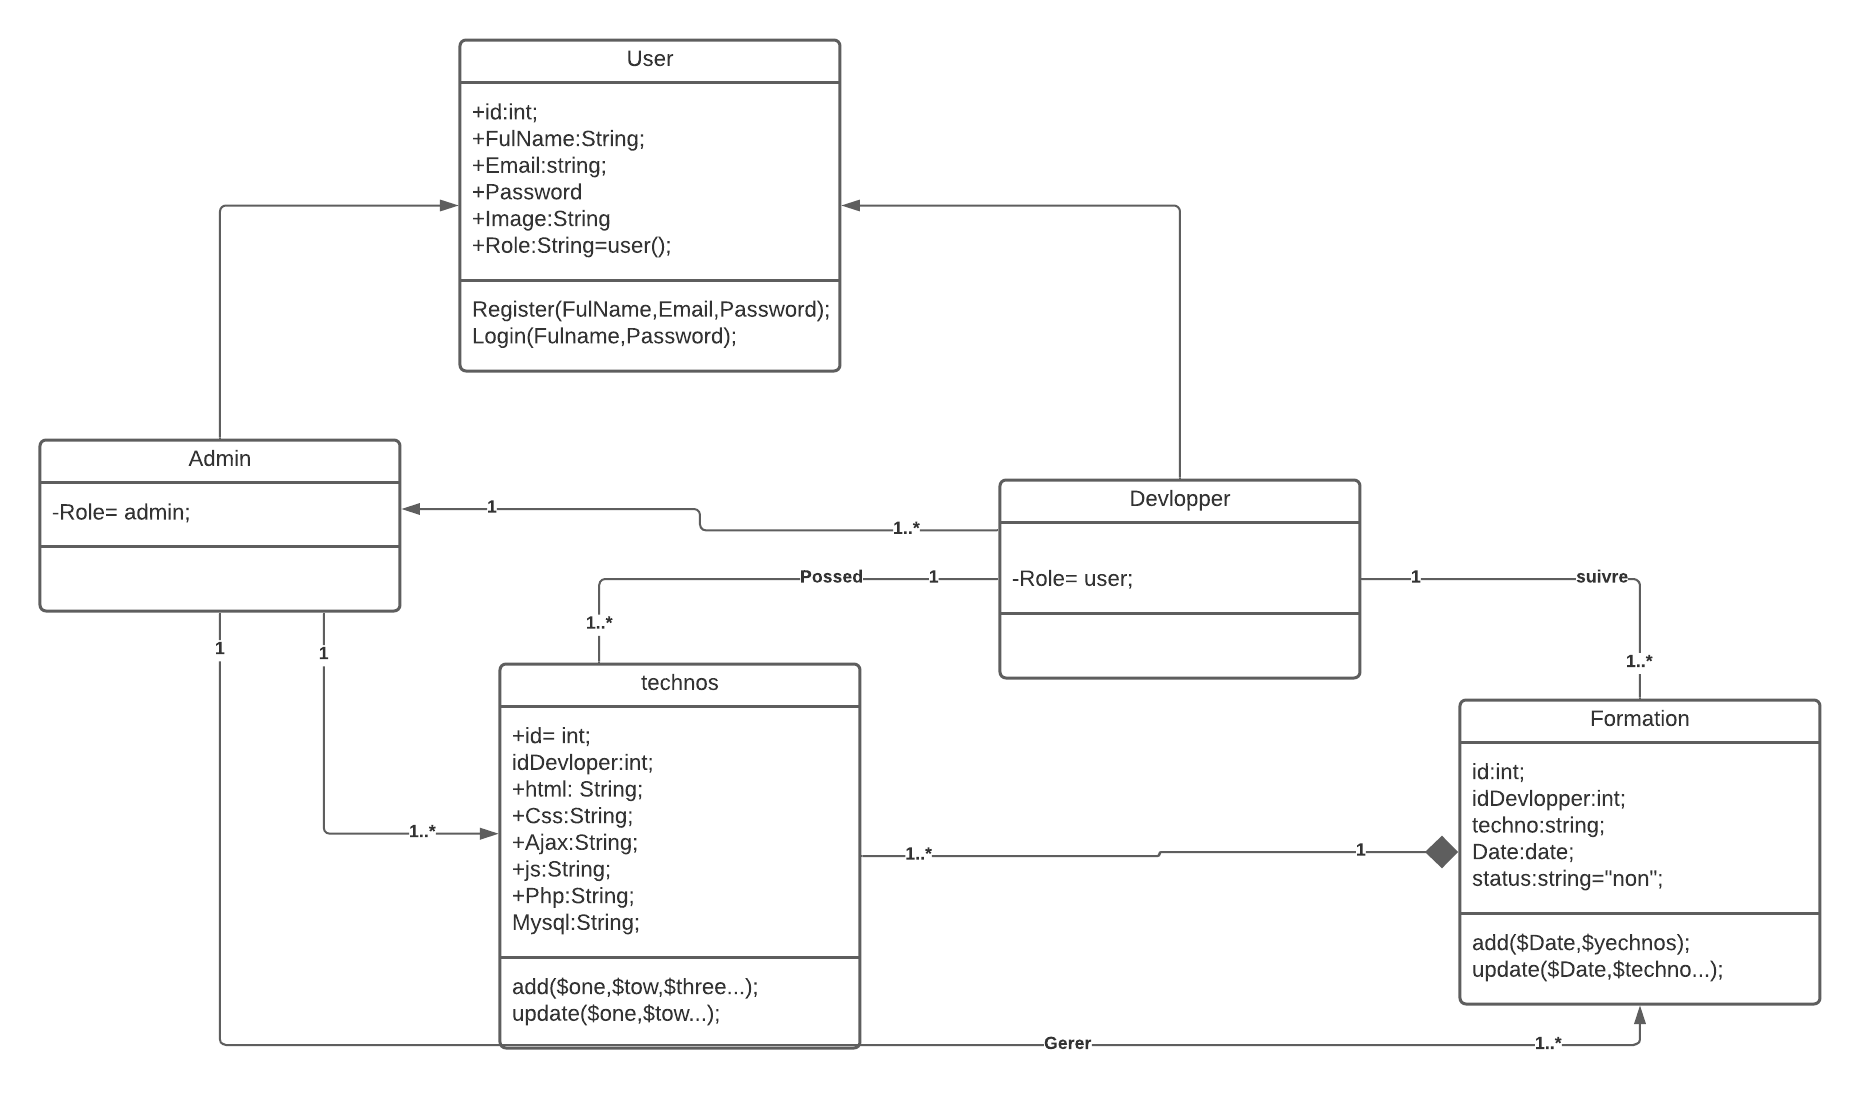 User
+id:int;
+FulName:String;
+Email:string;
+Password
+Image:String
+Role:String=user();
Register(FulName,Email,Password);
Login(Fulname,Password);
Admin
-Role= admin;
Devlopper
-Role= user;
1
1..*
Possed
1
1..*
1
suivre
1..*
1
1
1..*
technos
+id= int;
idDevloper:int;
+html: String;
+Css:String;
+Ajax:String;
+js:String;
+Php:String;
Mysql:String;
add($one,$tow,$three...);
update($one,$tow...);
1..*
1
Formation
id:int;
idDevlopper:int;
techno:string;
Date:date;
status:string="non";
add($Date,$yechnos);
update($Date,$techno...);
Gerer
1..*